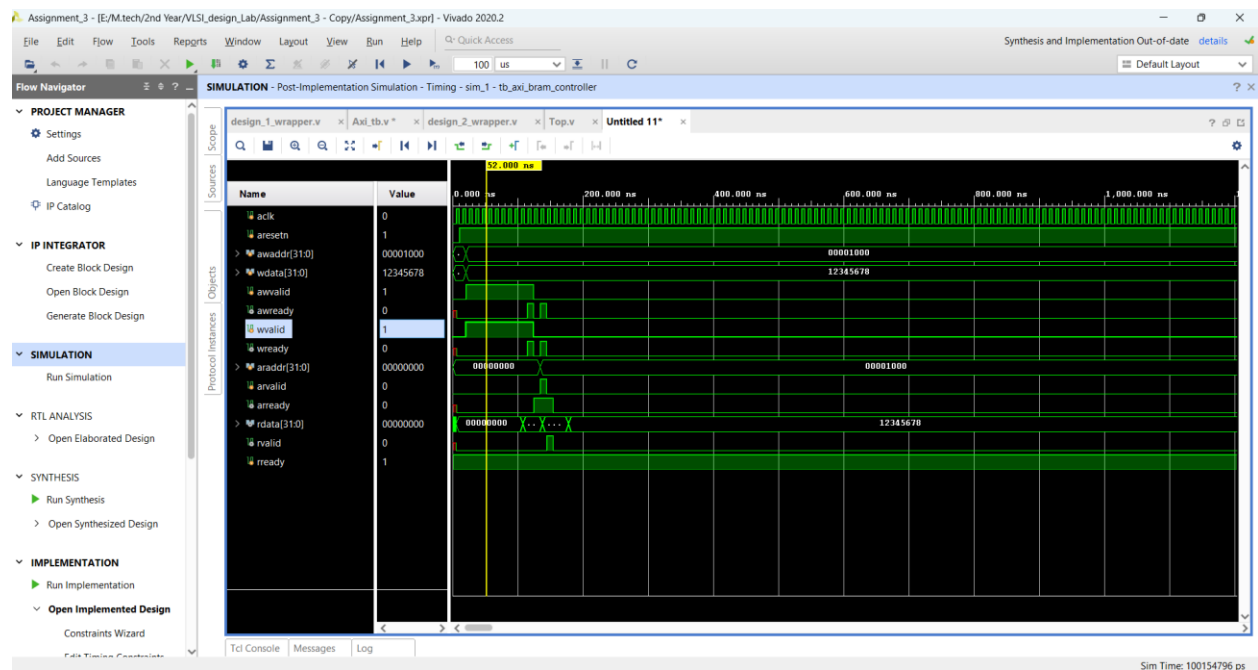 Assignment_3 - [E:/M.tech/2nd Year/VLSI_design_Lab/Assignment_3 - Copy/Assignment_3.xpr] - Vivado 2020.2
File Edit Flow Tools Reports Window Layout View Run Help Quick Access Synthesis and Implementation Out-of-date details
100 us Default Layout
Flow Navigator SIMULATION - Post-Implementation Simulation - Timing - sim_1 - tb_axi_bram_controller
PROJECT MANAGER
Settings
Add Sources
Language Templates
IP Catalog
IP INTEGRATOR
Create Block Design
Open Block Design
Generate Block Design
SIMULATION
Run Simulation
RTL ANALYSIS
Open Elaborated Design
SYNTHESIS
Run Synthesis
Open Synthesized Design
IMPLEMENTATION
Run Implementation
Open Implemented Design
Constraints Wizard
Edit Timing Constraints
Scope
Sources
Objects
Protocol Instances
design_1_wrapper.v Axi_tb.v * design_2_wrapper.v Top.v Untitled 11*
52.000 ns
Name Value 0.000 ns 200.000 ns 400.000 ns 600.000 ns 800.000 ns 1,000.000 ns
aclk 0
aresetn 1
awaddr[31:0] 00001000 00001000
wdata[31:0] 12345678 12345678
awvalid 1
awready 0
wvalid 1
wready 0
araddr[31:0] 00000000 00000000 00001000
arvalid 0
arready 0
rdata[31:0] 00000000 00000000 .. ... 12345678
rvalid 0
rready 1
Tcl Console Messages Log
Sim Time: 100154796 ps